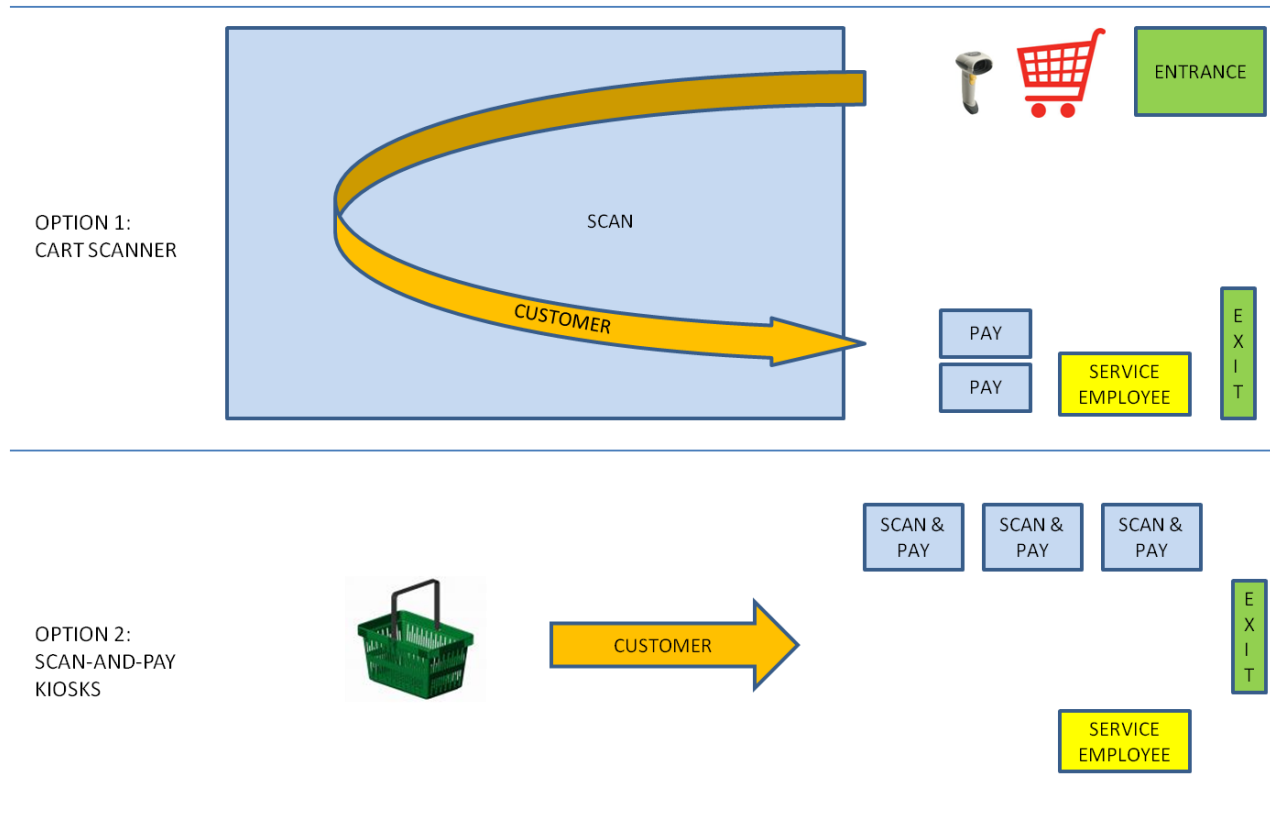 ENTRANCE
OPTION 1:
CART SCANNER
SCAN
CUSTOMER
PAY
PAY
SERVICE
EMPLOYEE
E
X
I
T
OPTION 2:
SCAN-AND-PAY
KIOSKS
CUSTOMER
SCAN &
PAY
SCAN &
PAY
SCAN &
PAY
E
X
I
T
SERVICE
EMPLOYEE